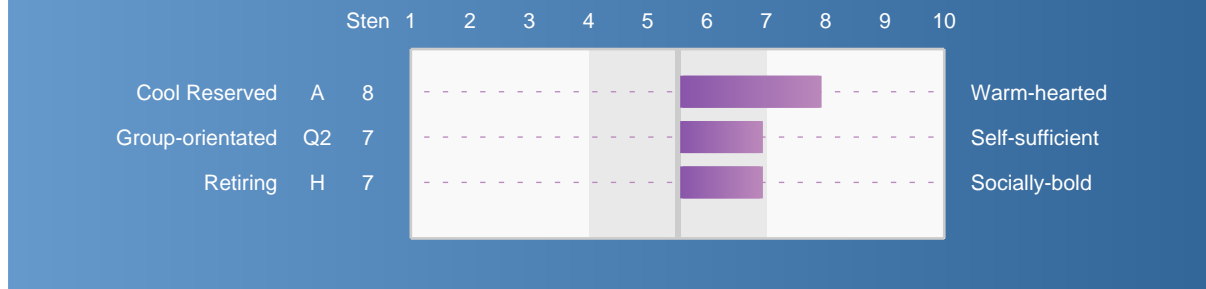 Sten 1 2 3 4 5 6 7 8 9 10
Cool Reserved A 8 Warm-hearted
Group-orientated Q2 7 Self-sufficient
Retiring H 7 Socially-bold